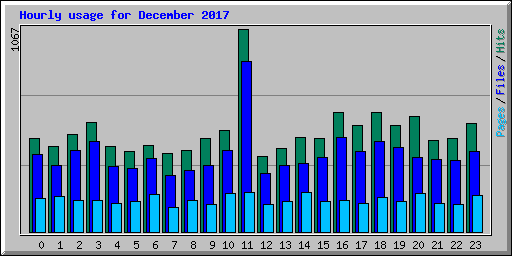 Hourly usage for December 2017
1067
Pages / Files / Hits
0 1 2 3 4 5 6 7 8 9 10 11 12 13 14 15 16 17 18 19 20 21 22 23